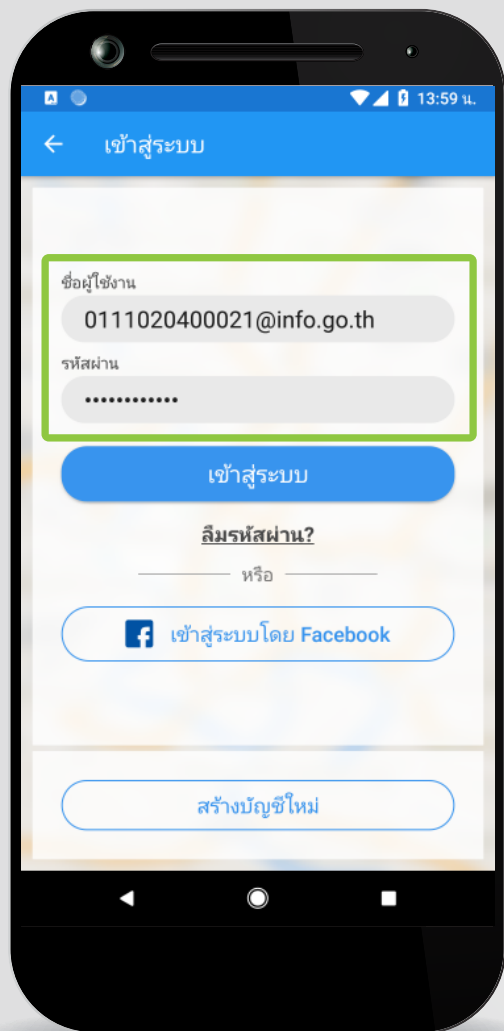 13:59 น.
เข้าสู่ระบบ
ชื่อผู้ใช้งาน
0111020400021@info.go.th
รหัสผ่าน
••••••••••••
เข้าสู่ระบบ
ลืมรหัสผ่าน?
หรือ
เข้าสู่ระบบโดย Facebook
สร้างบัญชีใหม่